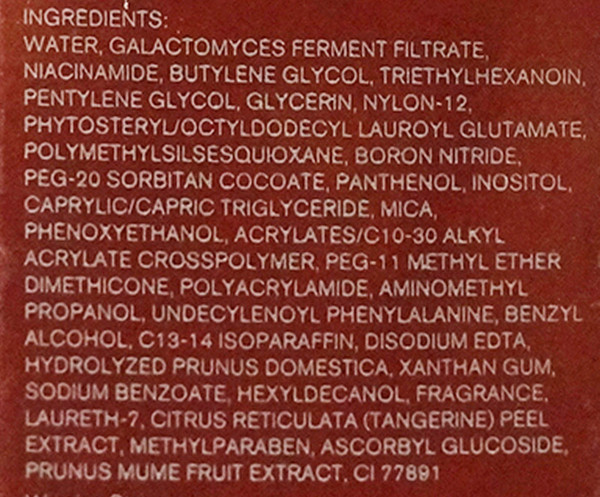 INGREDIENTS:
WATER, GALACTOMYCES FERMENT FILTRATE,
NIACINAMIDE, BUTYLENE GLYCOL, TRIETHYLHEXANOIN,
PENTYLENE GLYCOL, GLYCERIN, NYLON-12,
PHYTOSTERYL/OCTYLDODECYL LAUROYL GLUTAMATE,
POLYMETHYLSILSESQUIOXANE, BORON NITRIDE,
PEG-20 SORBITAN COCOATE, PANTHENOL, INOSITOL,
CAPRYLIC/CAPRIC TRIGLYCERIDE, MICA,
PHENOXYETHANOL, ACRYLATES/C10-30 ALKYL
ACRYLATE CROSSPOLYMER, PEG-11 METHYL ETHER
DIMETHICONE, POLYACRYLAMIDE, AMINOMETHYL
PROPANOL, UNDECYLENOYL PHENYLALANINE, BENZYL
ALCOHOL, C13-14 ISOPARAFFIN, DISODIUM EDTA,
HYDROLYZED PRUNUS DOMESTICA, XANTHAN GUM,
SODIUM BENZOATE, HEXYLDECANOL, FRAGRANCE,
LAURETH-7, CITRUS RETICULATA (TANGERINE) PEEL
EXTRACT, METHYLPARABEN, ASCORBYL GLUCOSIDE,
PRUNUS MUME FRUIT EXTRACT, CI 77891